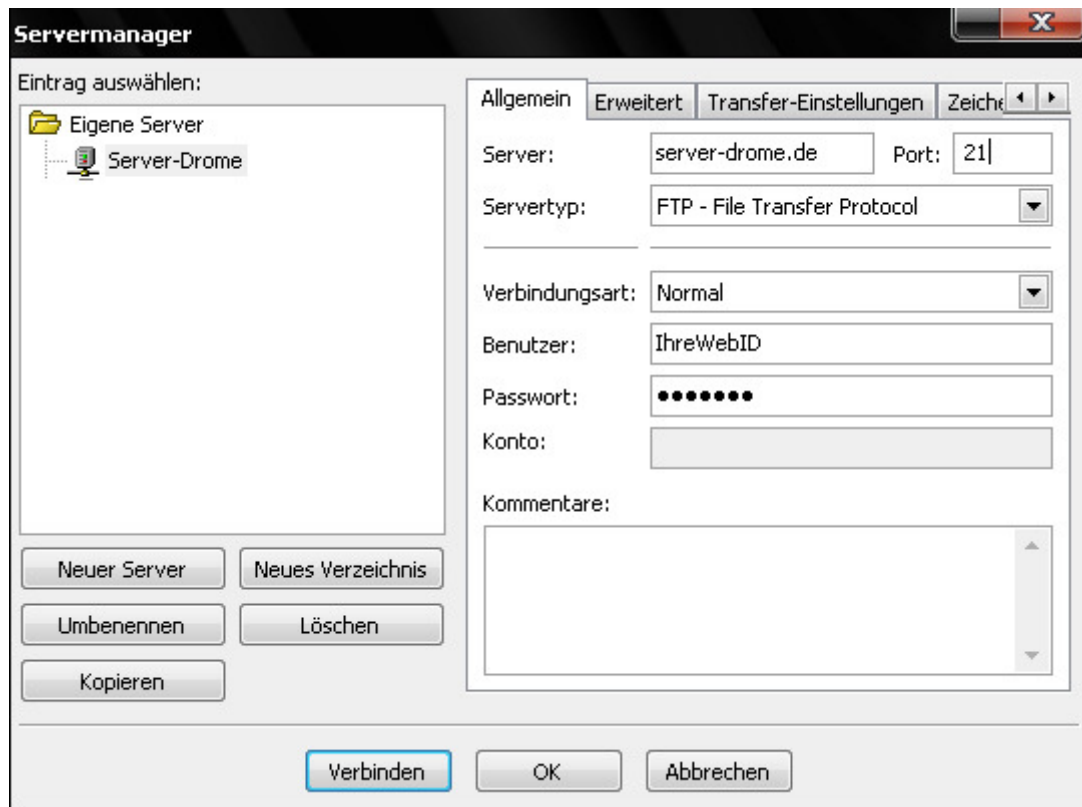 Servermanager
Eintrag auswählen:
Eigene Server
Server-Drome
Neuer Server
Neues Verzeichnis
Umbenennen
Löschen
Kopieren
Allgemein
Erweitert
Transfer-Einstellungen
Server:
server-drome.de
Port:
21
Servertyp:
FTP - File Transfer Protocol
Verbindungsart:
Normal
Benutzer:
IhreWebID
Passwort:
•••••••
Konto:
Kommentare:
Verbinden
OK
Abbrechen